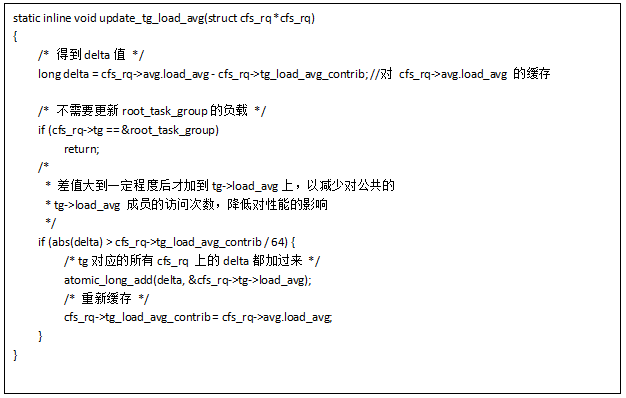 static inline void update_tg_load_avg(struct cfs_rq *cfs_rq)
{
/* 得到 delta 值 */
long delta = cfs_rq->avg.load_avg - cfs_rq->tg_load_avg_contrib; //对 cfs_rq->avg.load_avg 的缓存
/* 不需要更新 root_task_group 的负载 */
if (cfs_rq->tg == &root_task_group)
return;
/*
* 差值大到一定程度后才加到 tg->load_avg 上，以减少对公共的
* tg->load_avg 成员的访问次数，降低对性能的影响
*/
if (abs(delta) > cfs_rq->tg_load_avg_contrib / 64) {
/* tg 对应的所有 cfs_rq 上的 delta 都加过来 */
atomic_long_add(delta, &cfs_rq->tg->load_avg);
/* 重新缓存 */
cfs_rq->tg_load_avg_contrib = cfs_rq->avg.load_avg;
}
}